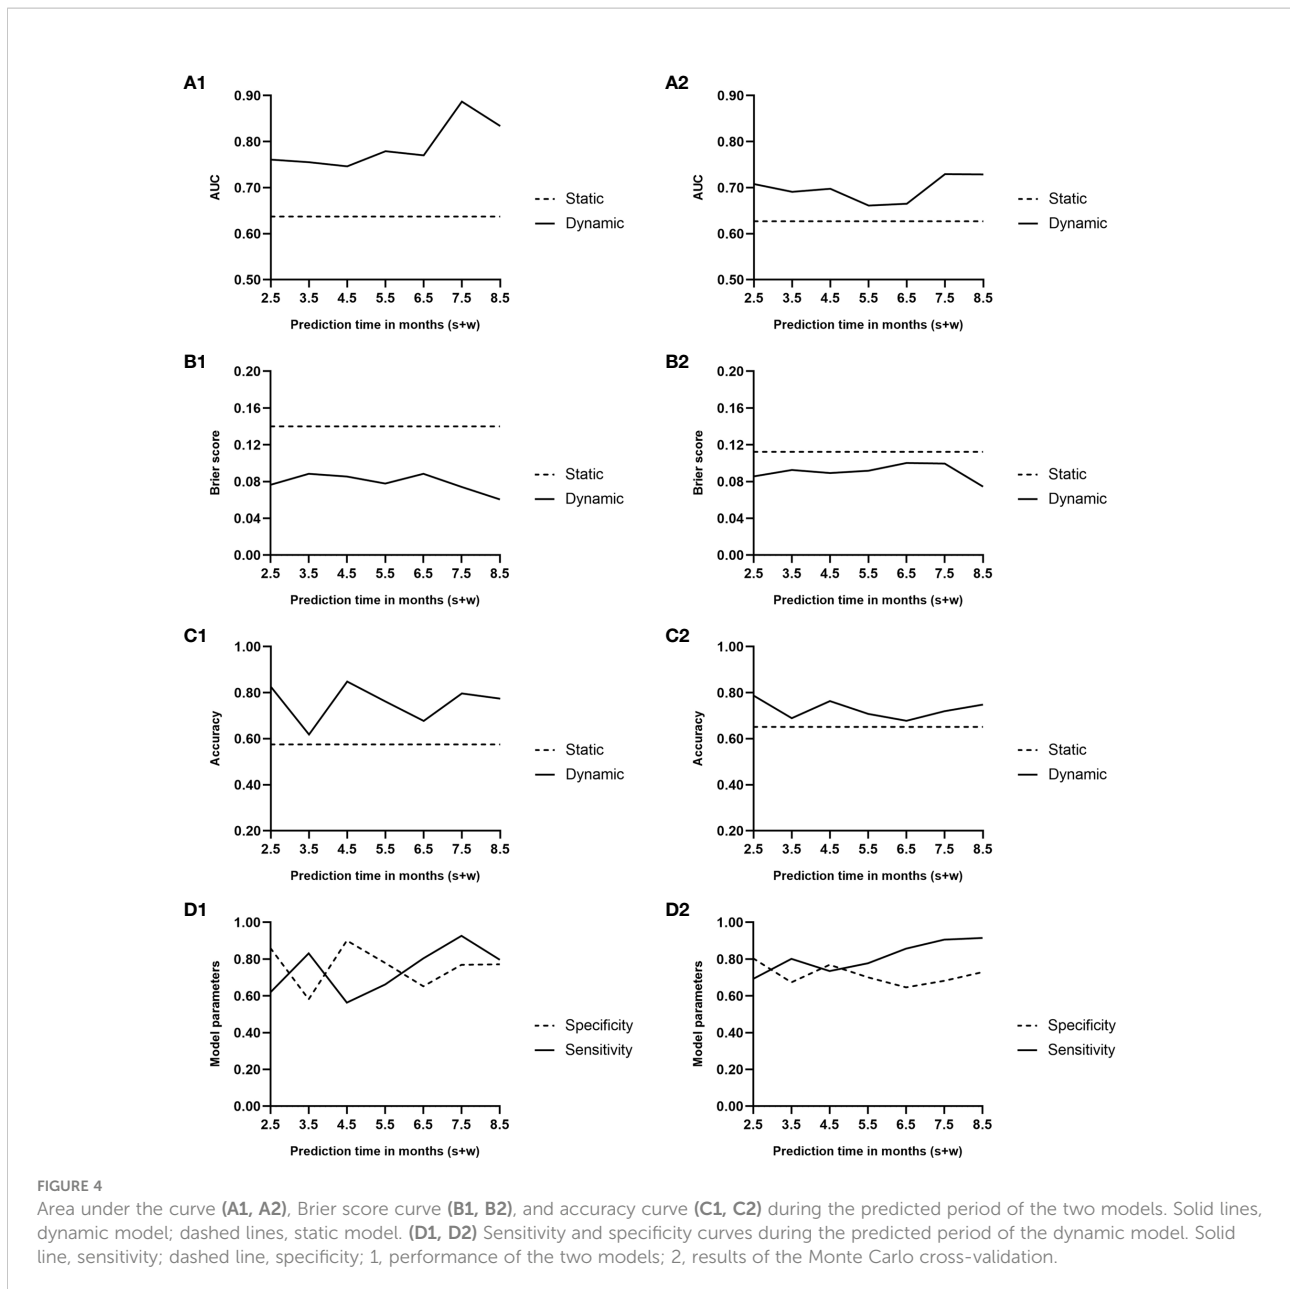 A1
0.90
0.80
0.70
0.60
0.50
AUC
2.5 3.5 4.5 5.5 6.5 7.5 8.5
Prediction time in months (s+w)
Static
Dynamic
A2
0.90
0.80
0.70
0.60
0.50
AUC
2.5 3.5 4.5 5.5 6.5 7.5 8.5
Prediction time in months (s+w)
Static
Dynamic
B1
0.20
0.16
0.12
0.08
0.04
0.00
Brier score
2.5 3.5 4.5 5.5 6.5 7.5 8.5
Prediction time in months (s+w)
Static
Dynamic
B2
0.20
0.16
0.12
0.08
0.04
0.00
Brier score
2.5 3.5 4.5 5.5 6.5 7.5 8.5
Prediction time in months (s+w)
Static
Dynamic
C1
1.00
0.80
0.60
0.40
0.20
Accuracy
2.5 3.5 4.5 5.5 6.5 7.5 8.5
Prediction time in months (s+w)
Static
Dynamic
C2
1.00
0.80
0.60
0.40
0.20
Accuracy
2.5 3.5 4.5 5.5 6.5 7.5 8.5
Prediction time in months (s+w)
Static
Dynamic
D1
1.00
0.80
0.60
0.40
0.20
0.00
Model parameters
2.5 3.5 4.5 5.5 6.5 7.5 8.5
Prediction time in months (s+w)
Specificity
Sensitivity
D2
1.00
0.80
0.60
0.40
0.20
0.00
Model parameters
2.5 3.5 4.5 5.5 6.5 7.5 8.5
Prediction time in months (s+w)
Specificity
Sensitivity
FIGURE 4
Area under the curve (A1, A2), Brier score curve (B1, B2), and accuracy curve (C1, C2) during the predicted period of the two models. Solid lines,
dynamic model; dashed lines, static model. (D1, D2) Sensitivity and specificity curves during the predicted period of the dynamic model. Solid
line, sensitivity; dashed line, specificity; 1, performance of the two models; 2, results of the Monte Carlo cross-validation.